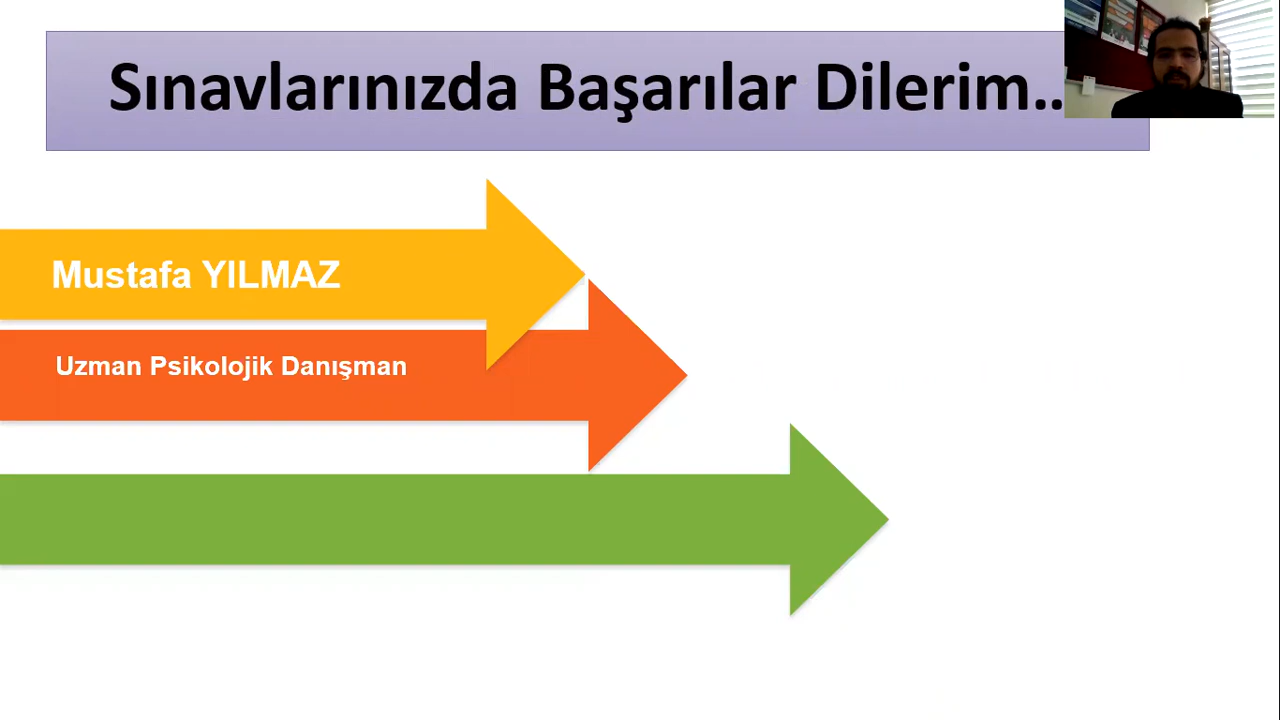 Sınavlarınızda Başarılar Dilerim..
Mustafa YILMAZ
Uzman Psikolojik Danışman